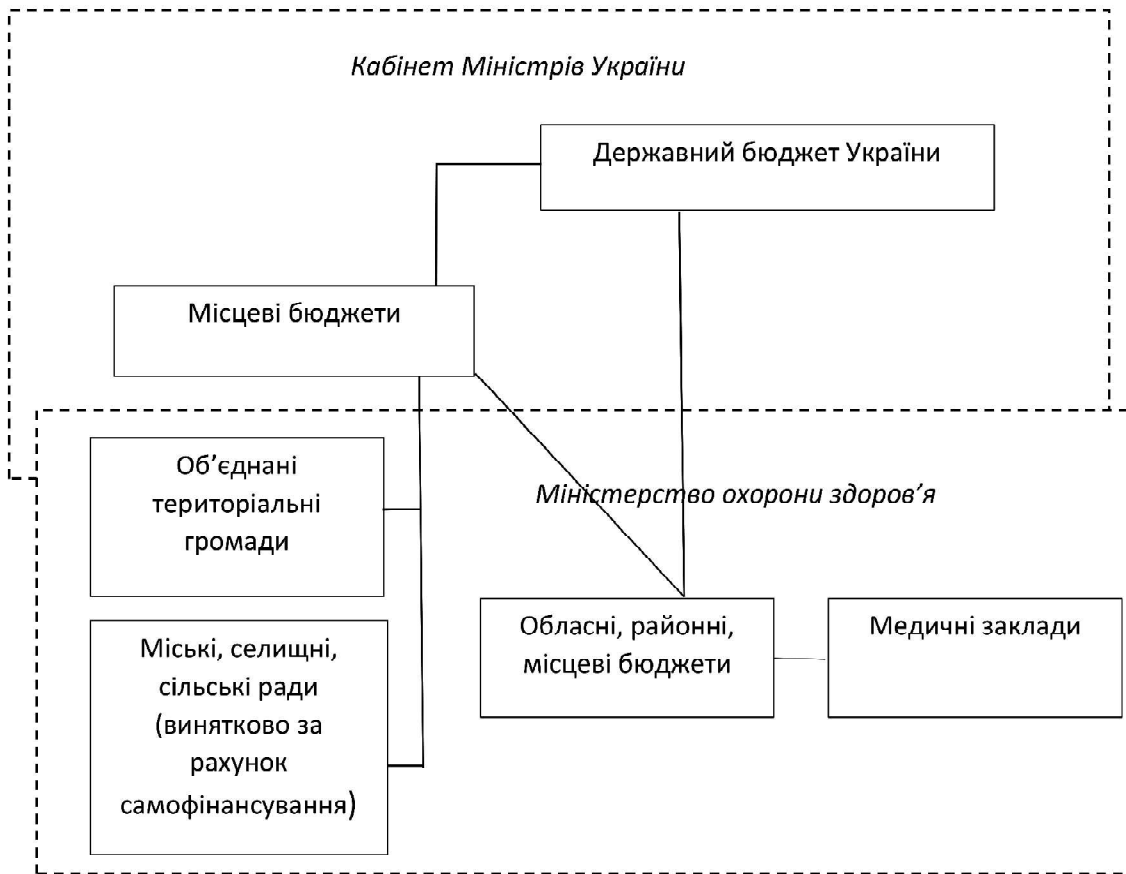 Кабінет Міністрів України
Державний бюджет України
Місцеві бюджети
Об’єднані
територіальні
громади
Міністерство охорони здоров’я
Обласні, районні,
місцеві бюджети
Медичні заклади
Міські, селищні,
сільські ради
(винятково за
рахунок
самофінансування)